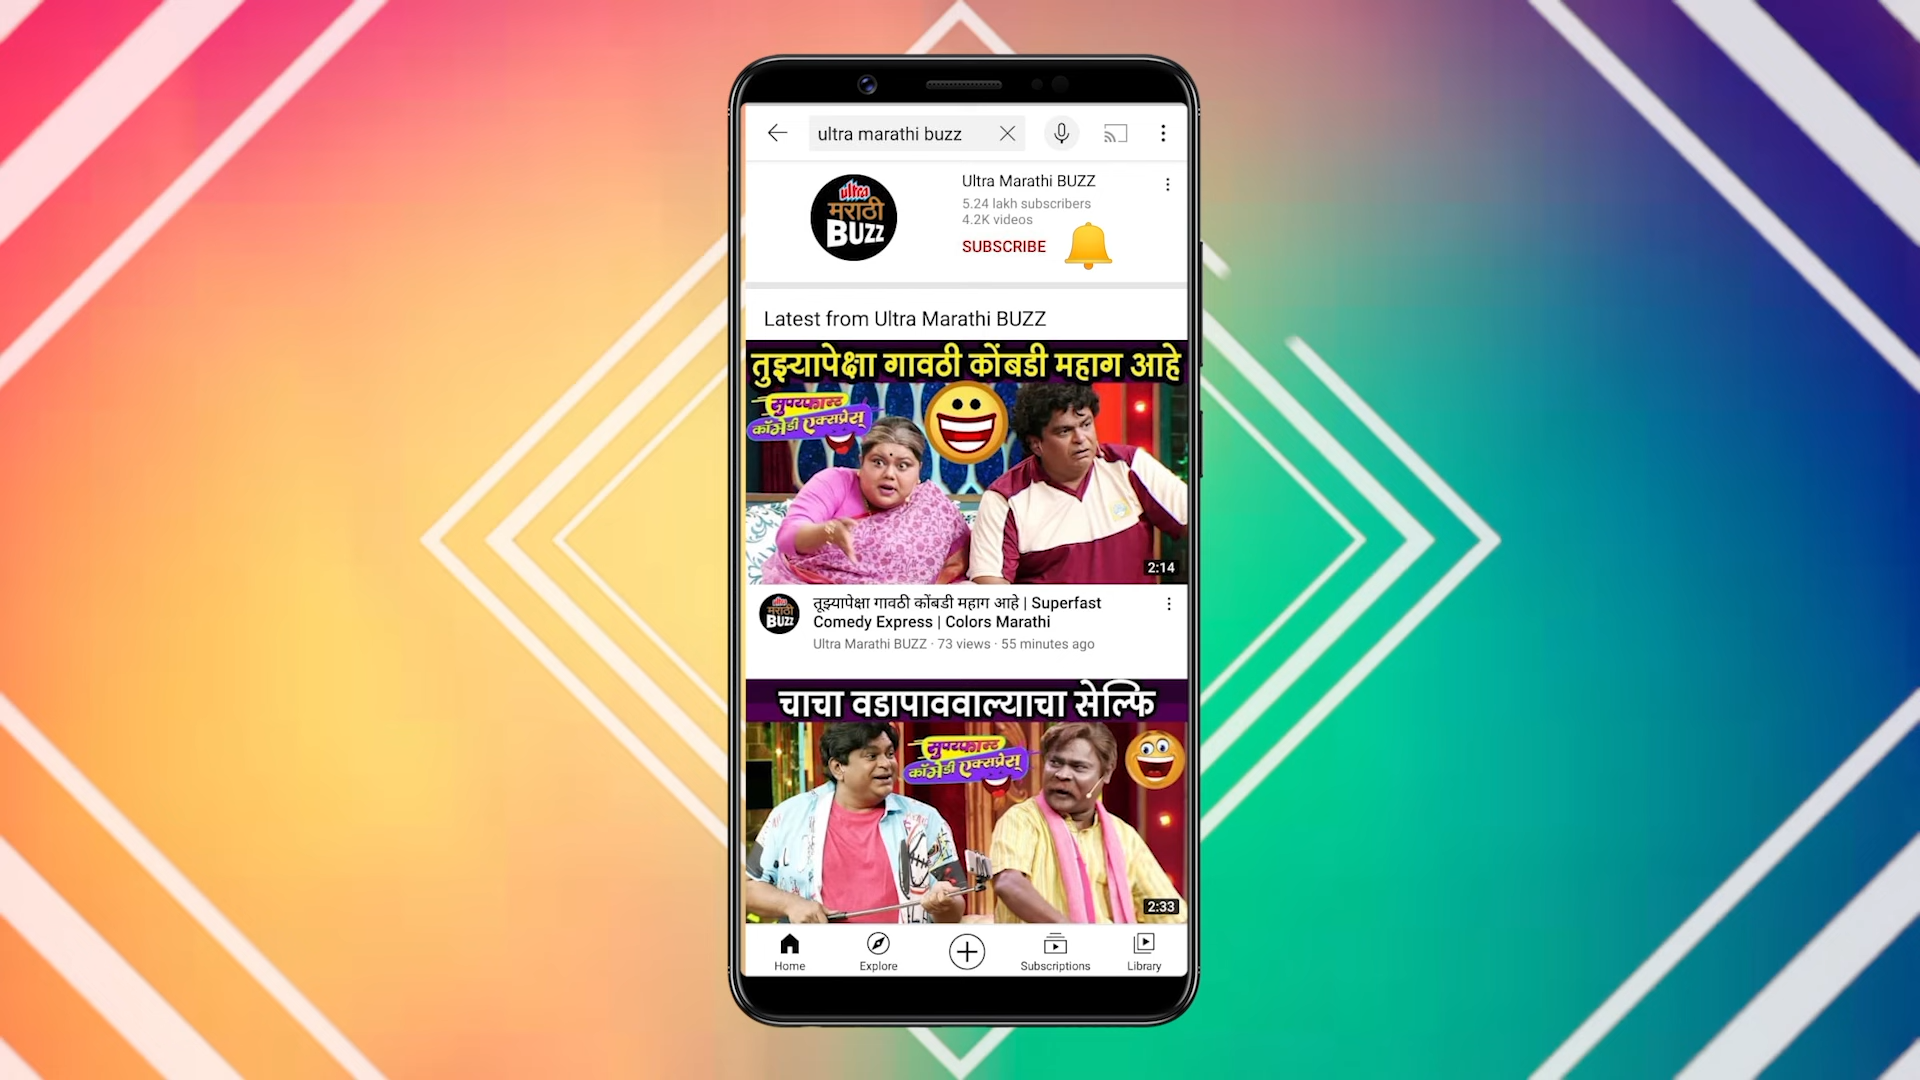 ultra marathi buzz
ultra
मराठी
BUZZ
Ultra Marathi BUZZ
5.24 lakh subscribers
4.2K videos
SUBSCRIBE
Latest from Ultra Marathi BUZZ
तुझ्यापेक्षा गावठी कोंबडी महाग आहे
सुपरफास्ट
कॉमेडी एक्सप्रेस्
2:14
ultra
मराठी
BUZZ
तूझ्यापेक्षा गावठी कोंबडी महाग आहे | Superfast
Comedy Express | Colors Marathi
Ultra Marathi BUZZ · 73 views · 55 minutes ago
चाचा वडापाववाल्याचा सेल्फि
सुपरफास्ट
कॉमेडी एक्सप्रेस्
2:33
Home
Explore
Subscriptions
Library